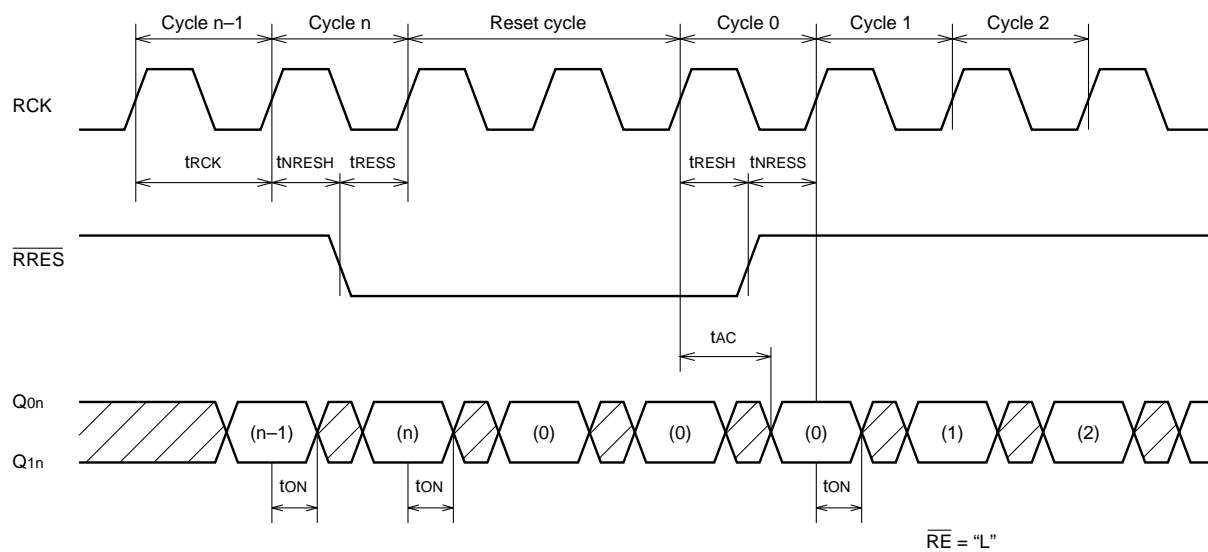 Cycle n–1 Cycle n Reset cycle Cycle 0 Cycle 1 Cycle 2
RCK
tRCK tNRESH tRESS tRESH tNRESS
RRES
tAC
Q0n
(n–1) (n) (0) (0) (0) (1) (2)
Q1n
tON tON tON
RE = “L”